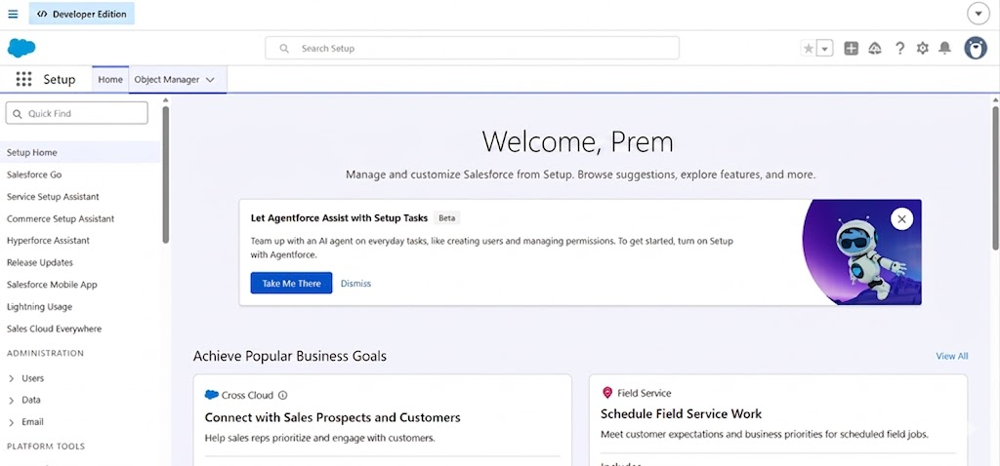 Developer Edition
Search Setup
Setup
Home
Object Manager
Quick Find
Setup Home
Salesforce Go
Service Setup Assistant
Commerce Setup Assistant
Hyperforce Assistant
Release Updates
Salesforce Mobile App
Lightning Usage
Sales Cloud Everywhere
ADMINISTRATION
Users
Data
Email
PLATFORM TOOLS
Welcome, Prem
Manage and customize Salesforce from Setup. Browse suggestions, explore features, and more.
Let Agentforce Assist with Setup Tasks Beta
Team up with an AI agent on everyday tasks, like creating users and managing permissions. To get started, turn on Setup
with Agentforce.
Take Me There Dismiss
Achieve Popular Business Goals
View All
Cross Cloud
Connect with Sales Prospects and Customers
Help sales reps prioritize and engage with customers.
Field Service
Schedule Field Service Work
Meet customer expectations and business priorities for scheduled field jobs.